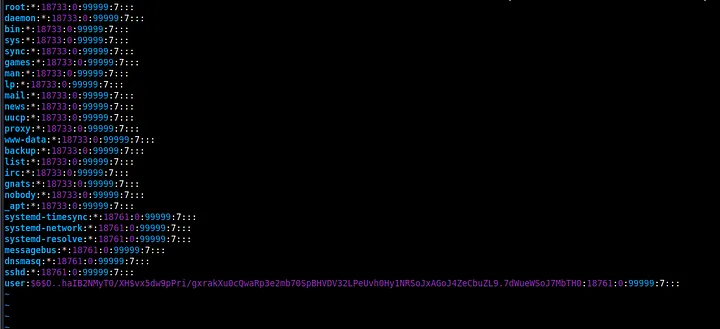 root:*:18733:0:99999:7:::
daemon:*:18733:0:99999:7:::
bin:*:18733:0:99999:7:::
sys:*:18733:0:99999:7:::
sync:*:18733:0:99999:7:::
games:*:18733:0:99999:7:::
man:*:18733:0:99999:7:::
lp:*:18733:0:99999:7:::
mail:*:18733:0:99999:7:::
news:*:18733:0:99999:7:::
uucp:*:18733:0:99999:7:::
proxy:*:18733:0:99999:7:::
www-data:*:18733:0:99999:7:::
backup:*:18733:0:99999:7:::
list:*:18733:0:99999:7:::
irc:*:18733:0:99999:7:::
gnats:*:18733:0:99999:7:::
nobody:*:18733:0:99999:7:::
_apt:*:18733:0:99999:7:::
systemd-timesync:*:18761:0:99999:7:::
systemd-network:*:18761:0:99999:7:::
systemd-resolve:*:18761:0:99999:7:::
messagebus:*:18761:0:99999:7:::
dnsmasq:*:18761:0:99999:7:::
sshd:*:18761:0:99999:7:::
user:$6$O..haIB2NMyT0/XH$vx5dw9pPri/gxrakXu0cQwaRp3e2mb70SpBHVDV32LPeUvh0Hy1NRSoJxAGoJ4ZeCbuZL9.7dWueWSoJ7MbTH0:18761:0:99999:7:::
~
~
~
~